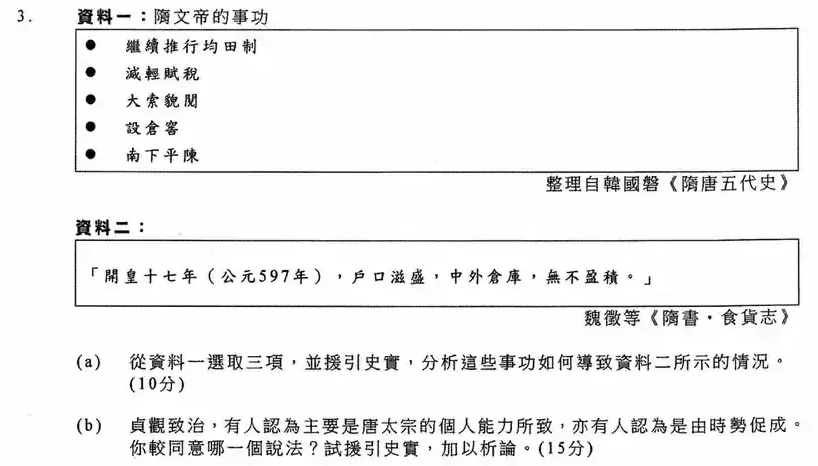 3. 資料一：隋文帝的事功
● 繼續推行均田制
● 減輕賦稅
● 大索貌閱
● 設倉窖
● 南下平陳
整理自韓國磐《隋唐五代史》
資料二：
「開皇十七年（公元597年），戶口滋盛，中外倉庫，無不盈積。」
魏徵等《隋書·食貨志》
(a) 從資料一選取三項，並援引史實，分析這些事功如何導致資料二所示的情況。
(10分)
(b) 貞觀致治，有人認為主要是唐太宗的個人能力所致，亦有人認為是由時勢促成。
你較同意哪一個說法？試援引史實，加以析論。(15分)